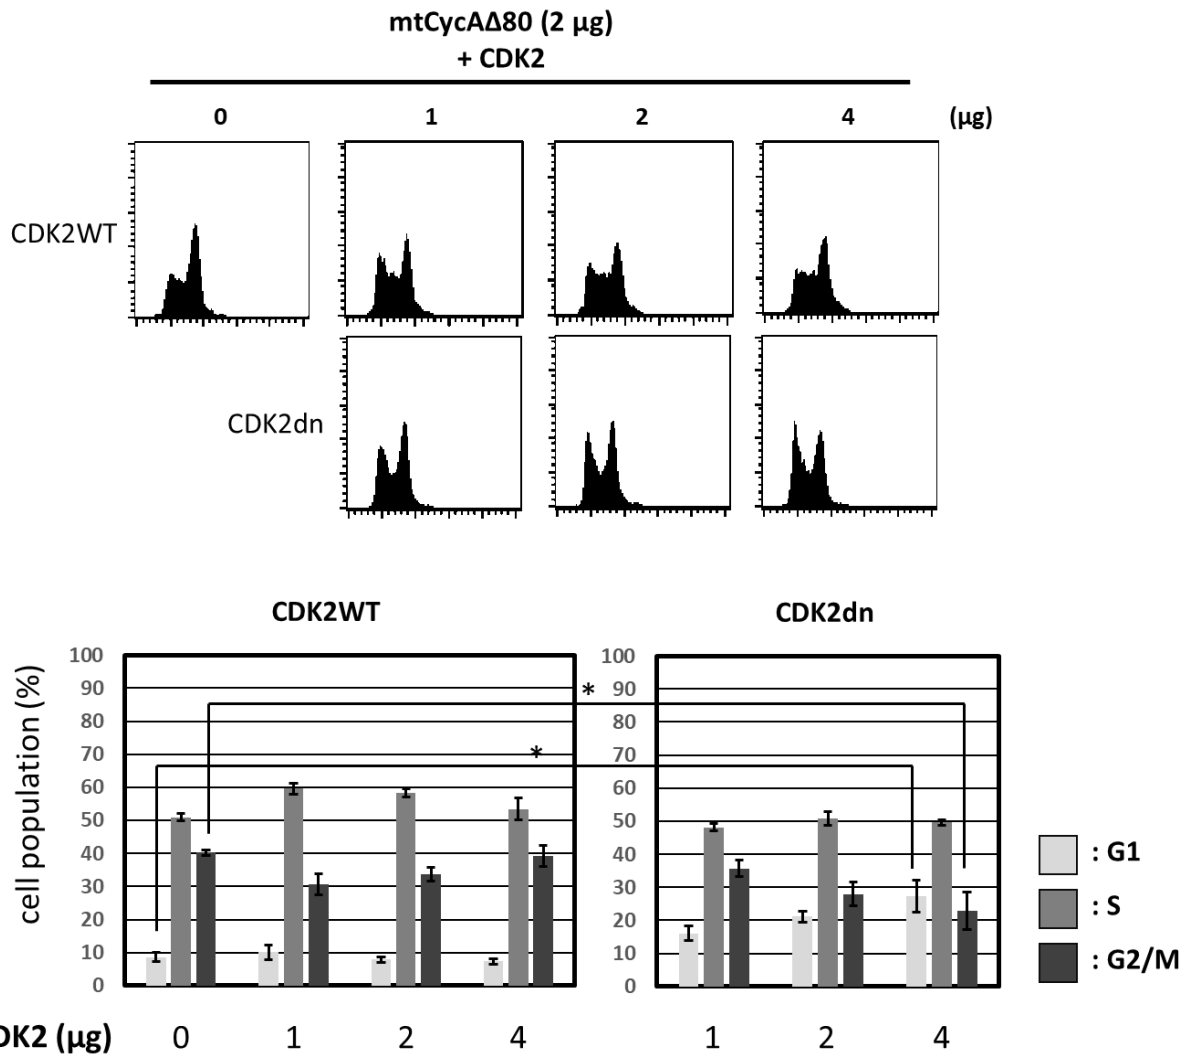 mtCycAΔ80 (2 µg)
+ CDK2
0 1 2 4 (µg)
CDK2WT
CDK2dn
CDK2WT CDK2dn
cell population (%)
100
90
80
70
60
50
40
30
20
10
0
*
*
100
90
80
70
60
50
40
30
20
10
0
: G1
: S
: G2/M
DK2 (µg) 0 1 2 4 1 2 4